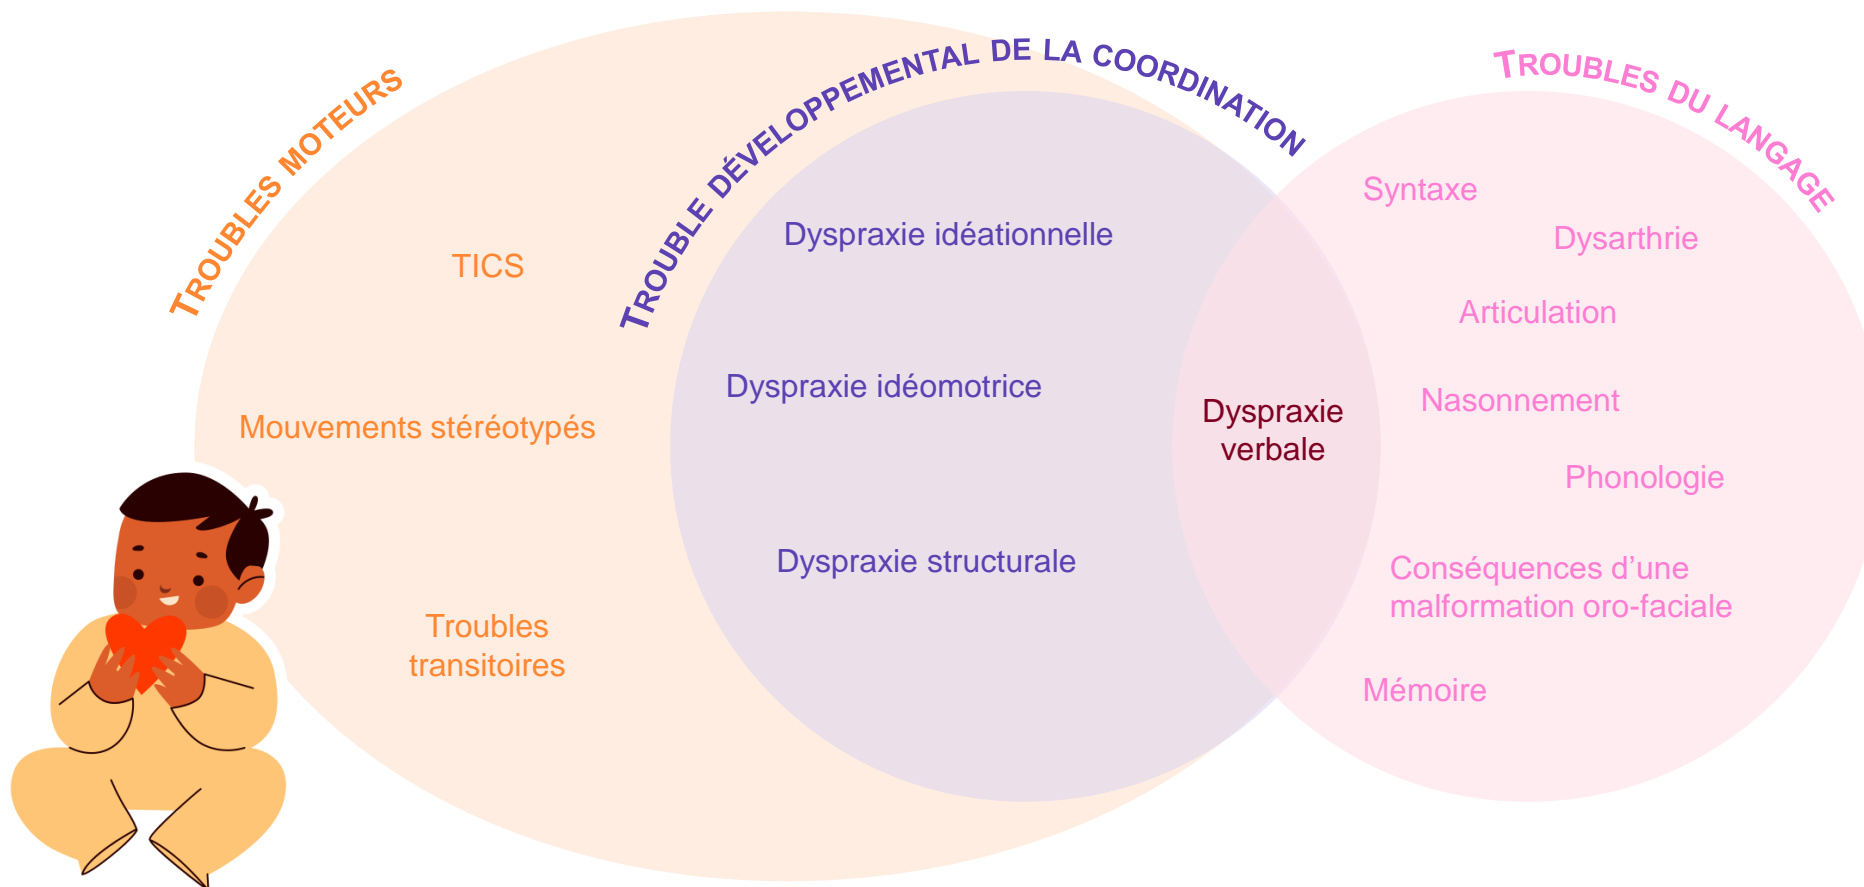 TROUBLES MOTEURS
TICS
Mouvements stéréotypés
Troubles
transitoires
TROUBLE DÉVELOPPEMENTAL DE LA COORDINATION
Dyspraxie idéationnelle
Dyspraxie idéomotrice
Dyspraxie structurale
Dyspraxie
verbale
TROUBLES DU LANGAGE
Syntaxe
Dysarthrie
Articulation
Nasonnement
Phonologie
Conséquences d’une
malformation oro-faciale
Mémoire